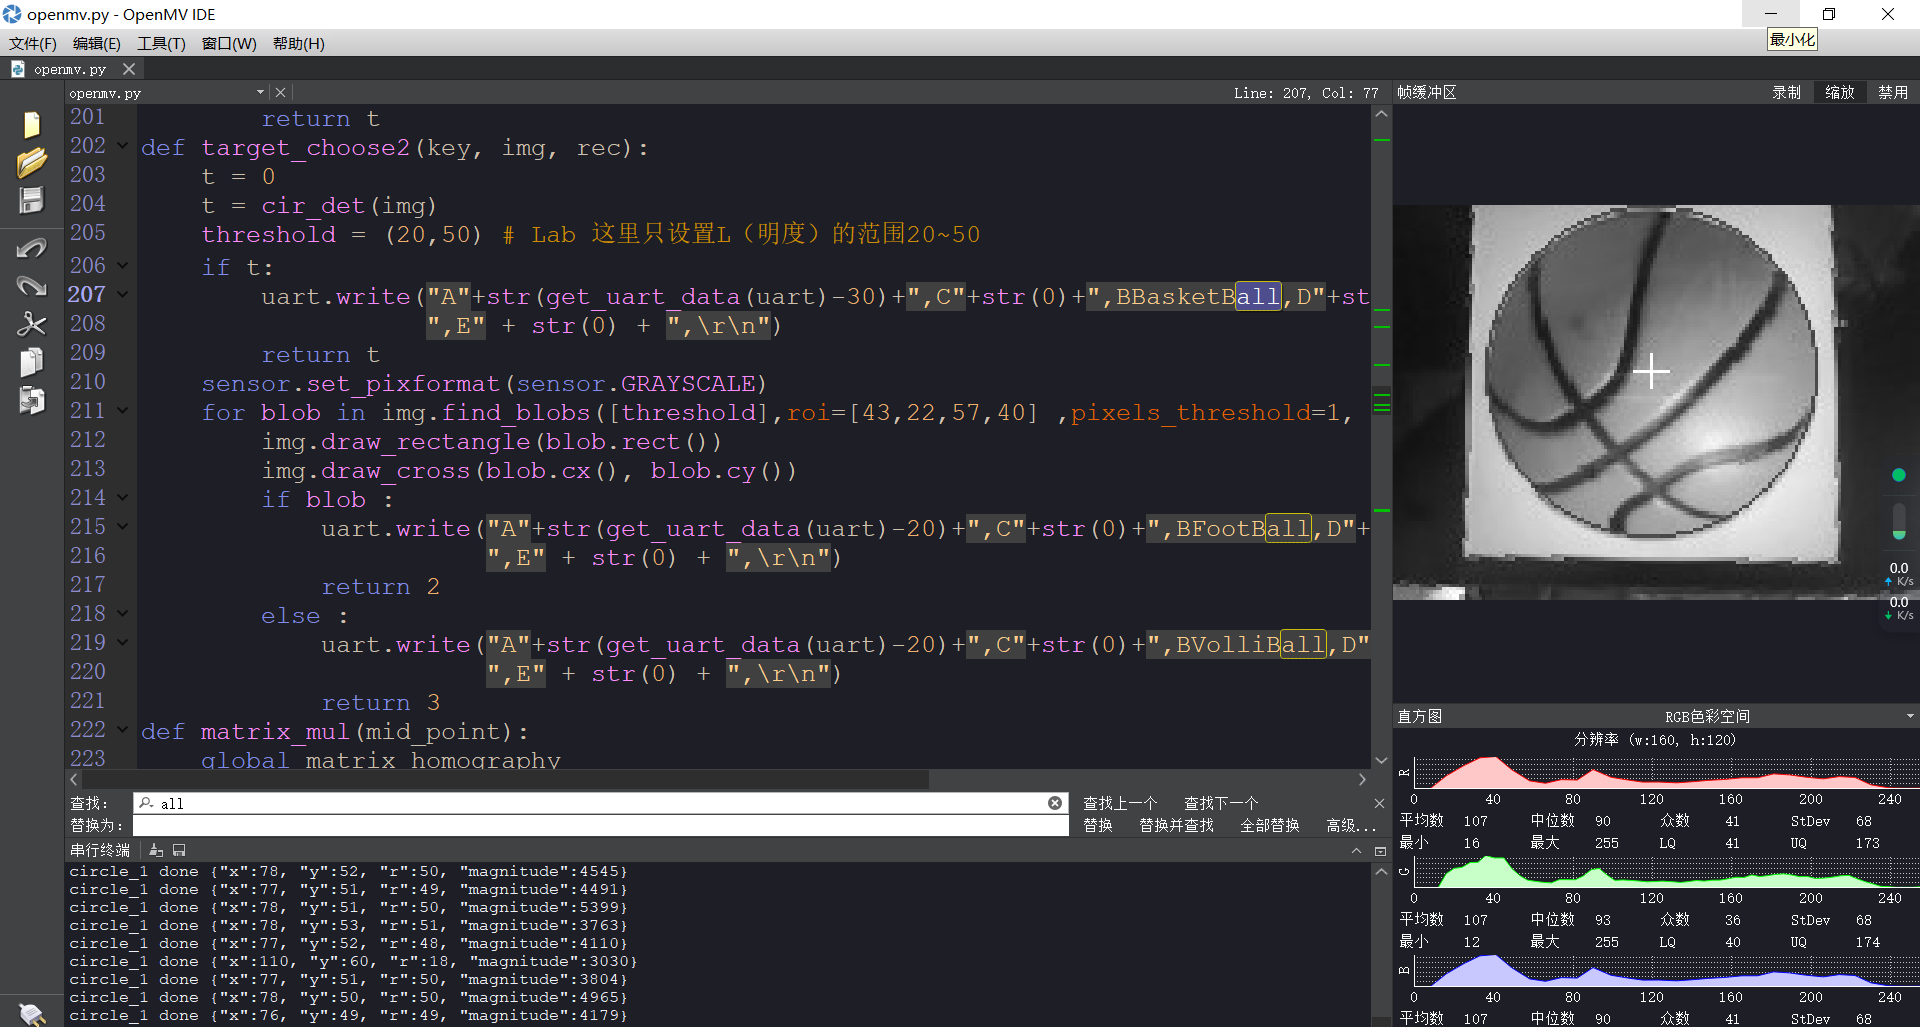 openmv.py - OpenMV IDE
最小化
文件(F) 编辑(E) 工具(T) 窗口(W) 帮助(H)
openmv.py
openmv.py Line: 207, Col: 77
201 return t
202 def target_choose2(key, img, rec):
203 t = 0
204 t = cir_det(img)
205 threshold = (20,50) # Lab 这里只设置L（明度）的范围20~50
206 if t:
207 uart.write("A"+str(get_uart_data(uart)-30)+",C"+str(0)+",BBasketBall,D"+st
208 ",E" + str(0) + ",\r\n")
209 return t
210 sensor.set_pixformat(sensor.GRAYSCALE)
211 for blob in img.find_blobs([threshold],roi=[43,22,57,40] ,pixels_threshold=1,
212 img.draw_rectangle(blob.rect())
213 img.draw_cross(blob.cx(), blob.cy())
214 if blob :
215 uart.write("A"+str(get_uart_data(uart)-20)+",C"+str(0)+",BFootBall,D"+
216 ",E" + str(0) + ",\r\n")
217 return 2
218 else :
219 uart.write("A"+str(get_uart_data(uart)-20)+",C"+str(0)+",BVolliBall,D"
220 ",E" + str(0) + ",\r\n")
221 return 3
222 def matrix_mul(mid_point):
223 global matrix_homography
查找: all 查找上一个 查找下一个
替换为: 替换 替换并查找 全部替换 高级...
串行终端
circle_1 done {"x":78, "y":52, "r":50, "magnitude":4545}
circle_1 done {"x":77, "y":51, "r":49, "magnitude":4491}
circle_1 done {"x":78, "y":51, "r":50, "magnitude":5399}
circle_1 done {"x":78, "y":53, "r":51, "magnitude":3763}
circle_1 done {"x":77, "y":52, "r":48, "magnitude":4110}
circle_1 done {"x":110, "y":60, "r":18, "magnitude":3030}
circle_1 done {"x":77, "y":51, "r":50, "magnitude":3804}
circle_1 done {"x":78, "y":50, "r":50, "magnitude":4965}
circle_1 done {"x":76, "y":49, "r":49, "magnitude":4179}
帧缓冲区 录制 缩放 禁用
0.0
K/s
0.0
K/s
直方图 RGB色彩空间
分辨率 (w:160, h:120)
R
0 40 80 120 160 200 240
平均数 107 中位数 90 众数 41 StDev 68
最小 16 最大 255 LQ 41 UQ 173
G
0 40 80 120 160 200 240
平均数 107 中位数 93 众数 36 StDev 68
最小 12 最大 255 LQ 40 UQ 174
B
0 40 80 120 160 200 240
平均数 107 中位数 90 众数 41 StDev 68